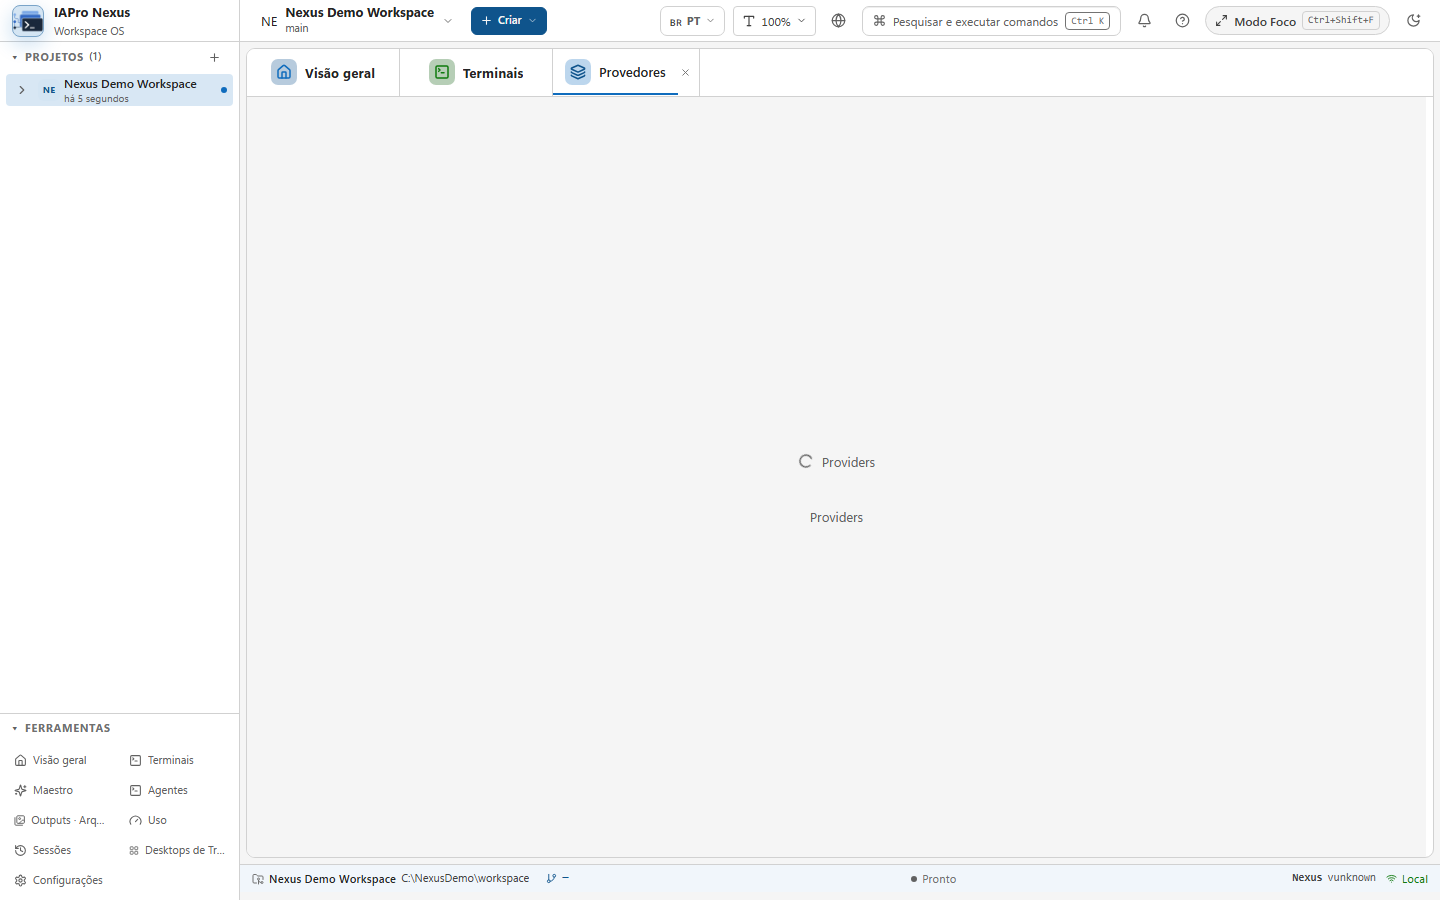 IAPro Nexus
Workspace OS
NE
Nexus Demo Workspace
main
Criar
BR PT
100%
Pesquisar e executar comandos
Ctrl K
Modo Foco
Ctrl+Shift+F
PROJETOS (1)
NE
Nexus Demo Workspace
há 5 segundos
Visão geral
Terminais
Provedores
Providers
Providers
FERRAMENTAS
Visão geral
Terminais
Maestro
Agentes
Outputs · Arq...
Uso
Sessões
Desktops de Tr...
Configurações
Nexus Demo Workspace C:\NexusDemo\workspace
–
Pronto
Nexus vunknown
Local